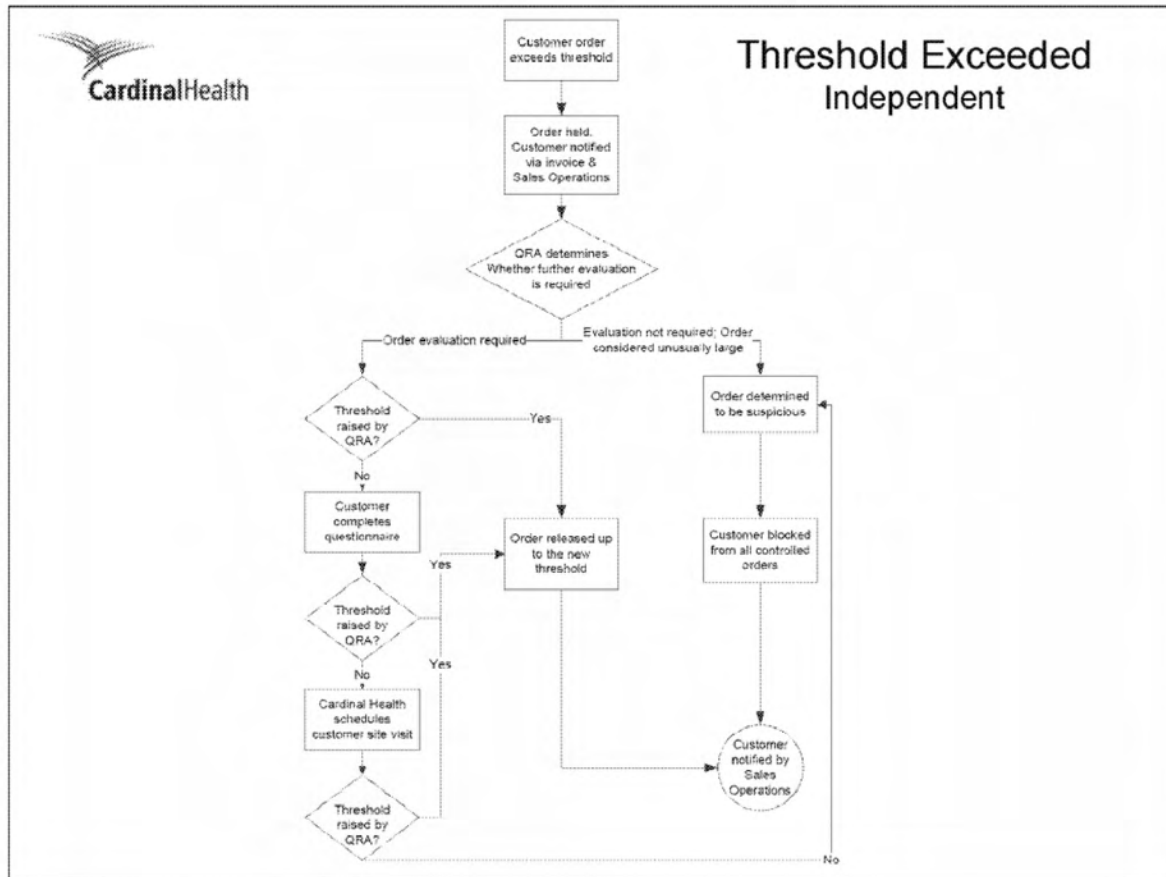 CardinalHealth
Threshold Exceeded
Independent
Customer order
exceeds threshold
Order held.
Customer notified
via invoice &
Sales Operations
QRA determines
Whether further evaluation
is required
Order evaluation required
Evaluation not required; Order
considered unusually large
Threshold
raised by
QRA?
Yes
Order determined
to be suspicious
No
Customer
completes
questionnaire
Order released up
to the new
threshold
Customer blocked
from all controlled
orders
Yes
Threshold
raised by
QRA?
Yes
No
Cardinal Health
schedules
customer site visit
Customer
notified by
Sales
Operations
Threshold
raised by
QRA?
No